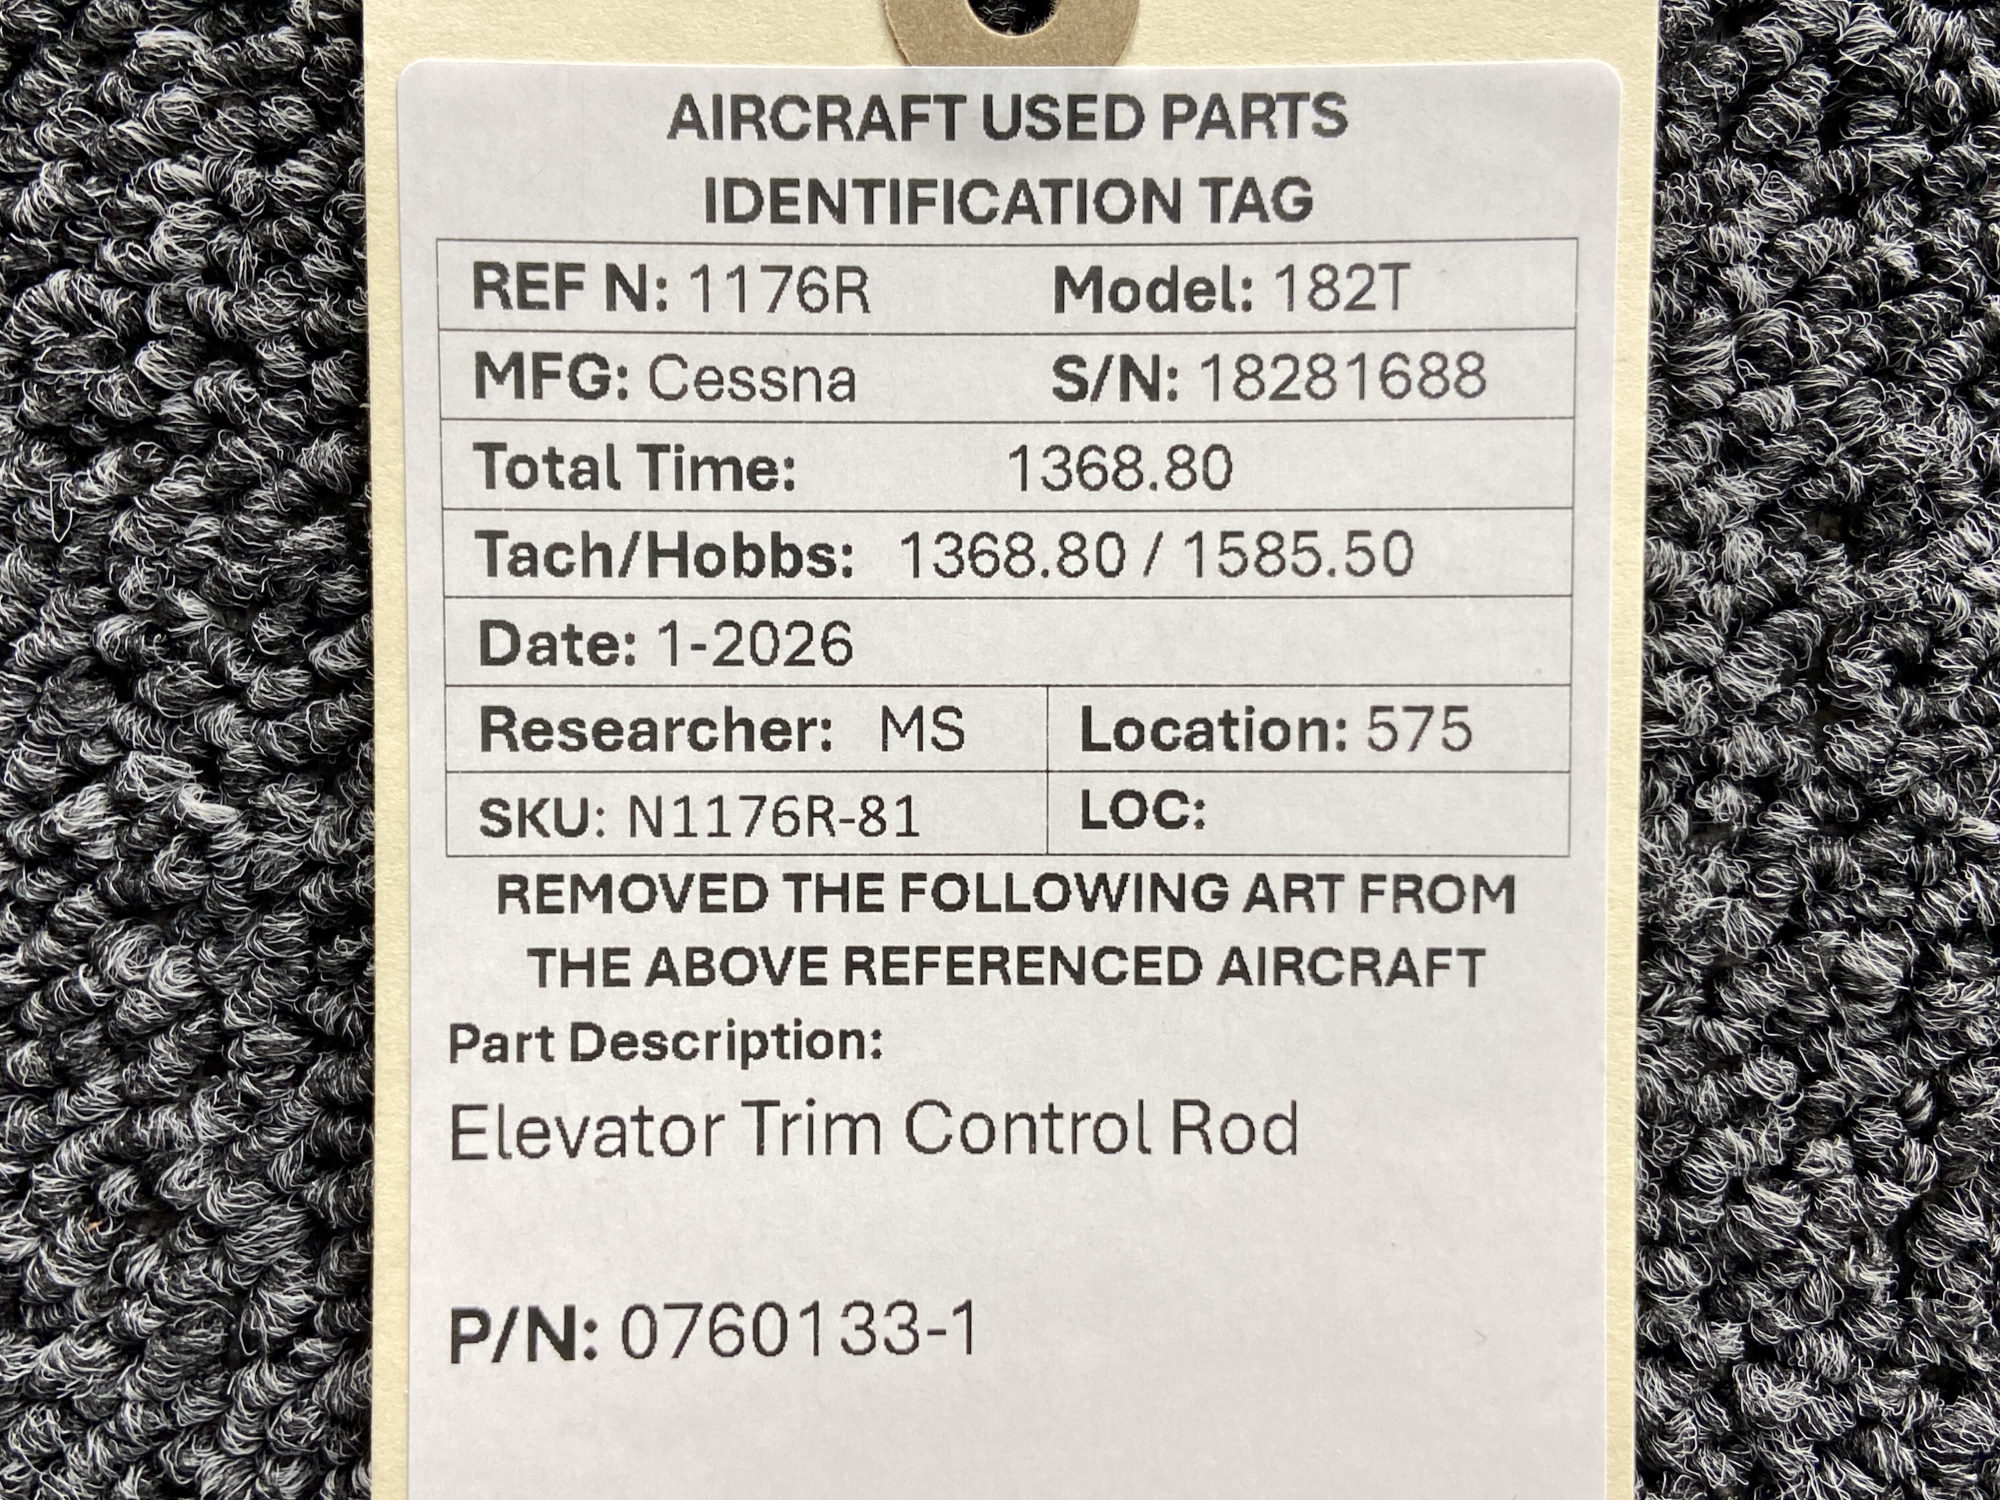 AIRCRAFT USED PARTS
IDENTIFICATION TAG
REF N: 1176R Model: 182T
MFG: Cessna S/N: 18281688
Total Time: 1368.80
Tach/Hobbs: 1368.80 / 1585.50
Date: 1-2026
Researcher: MS Location: 575
SKU: N1176R-81 LOC:
REMOVED THE FOLLOWING ART FROM
THE ABOVE REFERENCED AIRCRAFT
Part Description:
Elevator Trim Control Rod
P/N: 0760133-1